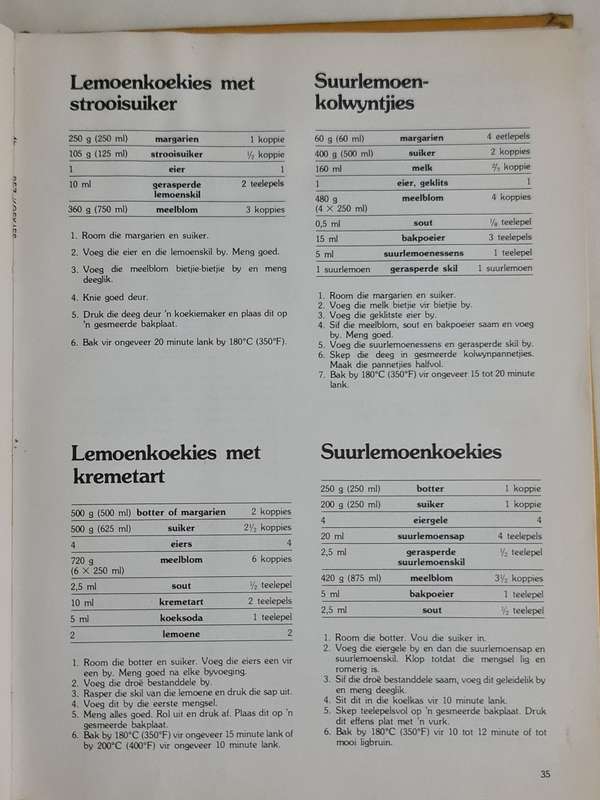 Lemoenkoekies met
strooisuiker
250 g (250 ml) margarien 1 koppie
105 g (125 ml) strooisuiker ½ koppie
1 eier 1
10 ml gerasperde 2 teelepels
lemoenskil
360 g (750 ml) meelblom 3 koppies
1. Room die margarien en suiker.
2. Voeg die eier en die lemoenskil by. Meng goed.
3. Voeg die meelblom bietjie-bietjie by en meng
deeglik.
4. Knie goed deur.
5. Druk die deeg deur 'n koekiemaker en plaas dit op
'n gesmeerde bakplaat.
6. Bak vir ongeveer 20 minute lank by 180°C (350°F).
Suurlemoen-
kolwyntjies
60 g (60 ml) margarien 4 eetlepels
400 g (500 ml) suiker 2 koppies
160 ml melk ⅔ koppie
1 eier, geklits 1
480 g meelblom 4 koppies
(4 × 250 ml)
0,5 ml sout ⅛ teelepel
15 ml bakpoeier 3 teelepels
5 ml suurlemoenessens 1 teelepel
1 suurlemoen gerasperde skil 1 suurlemoen
1. Room die margarien en suiker.
2. Voeg die melk bietjie vir bietjie by.
3. Voeg die geklitste eier by.
4. Sif die meelblom, sout en bakpoeier saam en voeg
by. Meng goed.
5. Voeg die suurlemoenessens en gerasperde skil by.
6. Skep die deeg in gesmeerde kolwynpannetjies.
Maak die pannetjies halfvol.
7. Bak by 180°C (350°F) vir ongeveer 15 tot 20 minute
lank.
Lemoenkoekies met
kremetart
500 g (500 ml) botter of margarien 2 koppies
500 g (625 ml) suiker 2½ koppies
4 eiers 4
720 g meelblom 6 koppies
(6 × 250 ml)
2,5 ml sout ½ teelepel
10 ml kremetart 2 teelepels
5 ml koeksoda 1 teelepel
2 lemoene 2
1. Room die botter en suiker. Voeg die eiers een vir
een by. Meng goed na elke byvoeging.
2. Voeg die droë bestanddele by.
3. Rasper die skil van die lemoene en druk die sap uit.
4. Voeg dit by die eerste mengsel.
5. Meng alles goed. Rol uit en druk af. Plaas dit op 'n
gesmeerde bakplaat.
6. Bak by 180°C (350°F) vir ongeveer 15 minute lank of
by 200°C (400°F) vir ongeveer 10 minute lank.
Suurlemoenkoekies
250 g (250 ml) botter 1 koppie
200 g (250 ml) suiker 1 koppie
4 eiergele 4
20 ml suurlemoensap 4 teelepels
2,5 ml gerasperde ½ teelepel
suurlemoenskil
420 g (875 ml) meelblom 3½ koppies
5 ml bakpoeier 1 teelepel
2,5 ml sout ½ teelepel
1. Room die botter. Vou die suiker in.
2. Voeg die eiergele by en dan die suurlemoensap en
suurlemoenskil. Klop totdat die mengsel lig en
romerig is.
3. Sif die droë bestanddele saam, voeg dit geleidelik by
en meng deeglik.
4. Sit dit in die koelkas vir 10 minute lank.
5. Skep teelepelsvol op 'n gesmeerde bakplaat. Druk
dit effens plat met 'n vurk.
6. Bak by 180°C (350°F) vir 10 tot 12 minute of tot
mooi ligbruin.
35